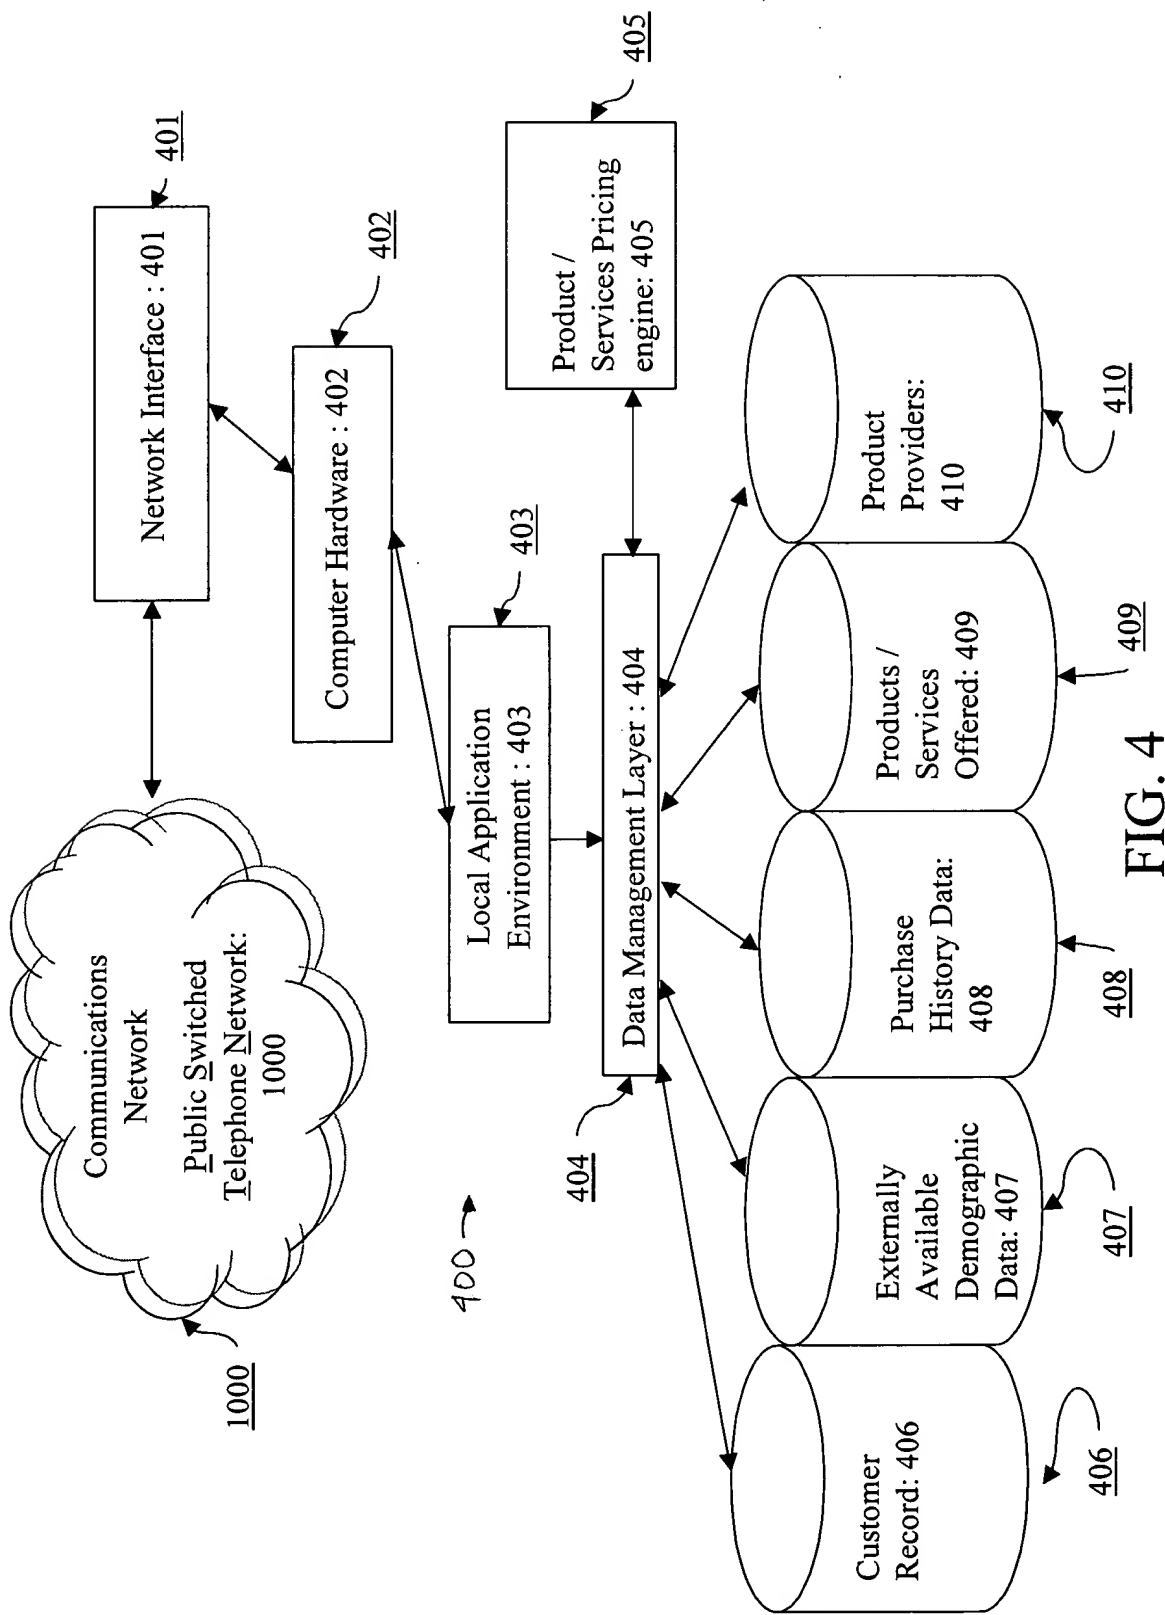 Communications
Network
Public Switched
Telephone Network:
1000
1000
Network Interface : 401
401
Computer Hardware : 402
402
400
Local Application
Environment : 403
403
404
Data Management Layer : 404
Product /
Services Pricing
engine: 405
405
Customer
Record: 406
406
Externally
Available
Demographic
Data: 407
407
Purchase
History Data:
408
408
Products /
Services
Offered: 409
409
Product
Providers:
410
410
FIG. 4